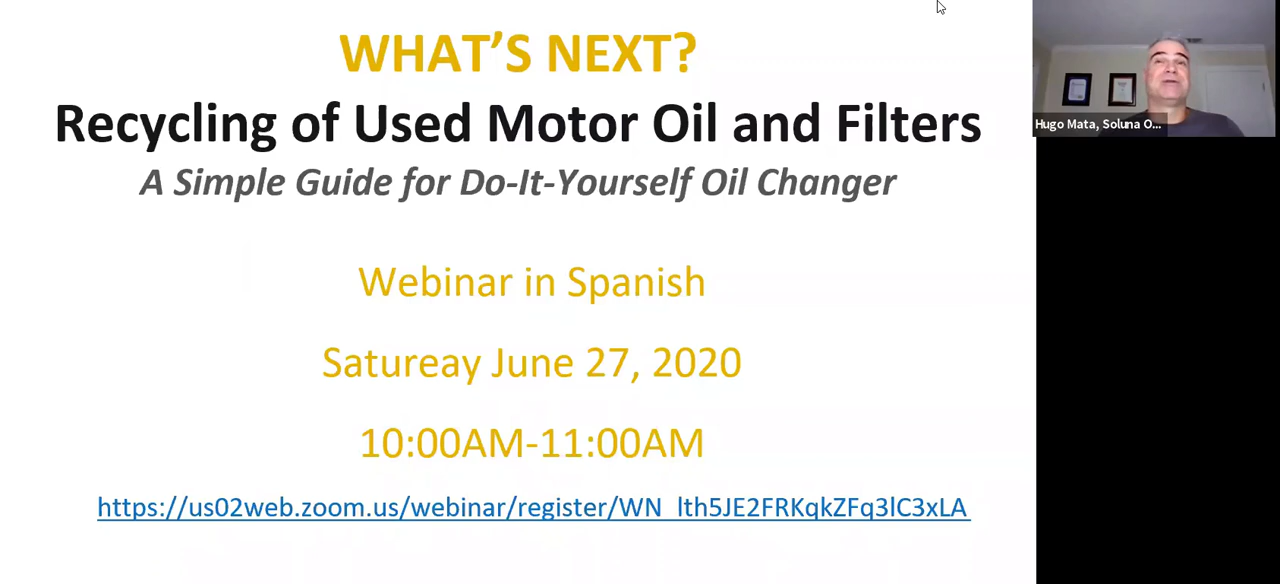 WHAT'S NEXT?
Recycling of Used Motor Oil and Filters
A Simple Guide for Do-It-Yourself Oil Changer
Webinar in Spanish
Satureay June 27, 2020
10:00AM-11:00AM
https://us02web.zoom.us/webinar/register/WN_lth5JE2FRKqkZFq3lC3xLA
Hugo Mata, Soluna O...